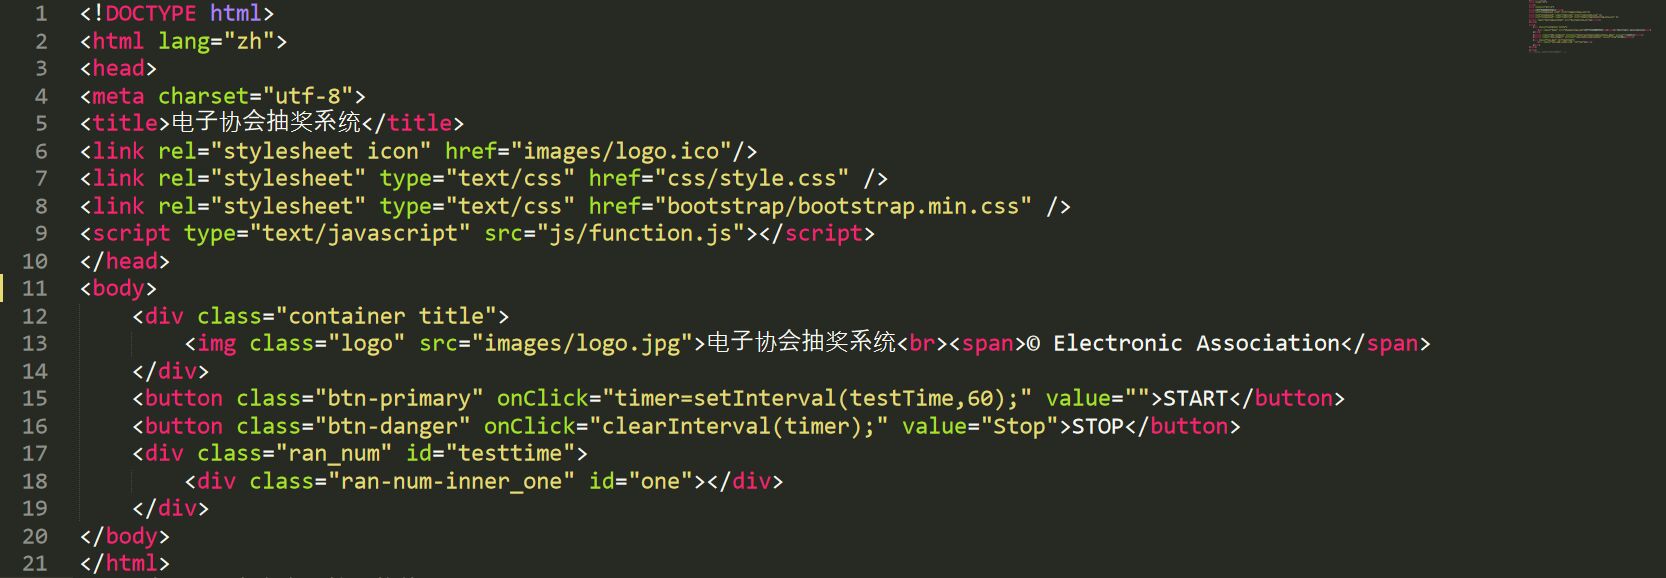 1 <!DOCTYPE html>
2 <html lang="zh">
3 <head>
4 <meta charset="utf-8">
5 <title>电子协会抽奖系统</title>
6 <link rel="stylesheet icon" href="images/logo.ico"/>
7 <link rel="stylesheet" type="text/css" href="css/style.css" />
8 <link rel="stylesheet" type="text/css" href="bootstrap/bootstrap.min.css" />
9 <script type="text/javascript" src="js/function.js"></script>
10 </head>
11 <body>
12 <div class="container title">
13 <img class="logo" src="images/logo.jpg">电子协会抽奖系统<br><span>© Electronic Association</span>
14 </div>
15 <button class="btn-primary" onClick="timer=setInterval(testTime,60);" value="">START</button>
16 <button class="btn-danger" onClick="clearInterval(timer);" value="Stop">STOP</button>
17 <div class="ran_num" id="testtime">
18 <div class="ran-num-inner_one" id="one"></div>
19 </div>
20 </body>
21 </html>